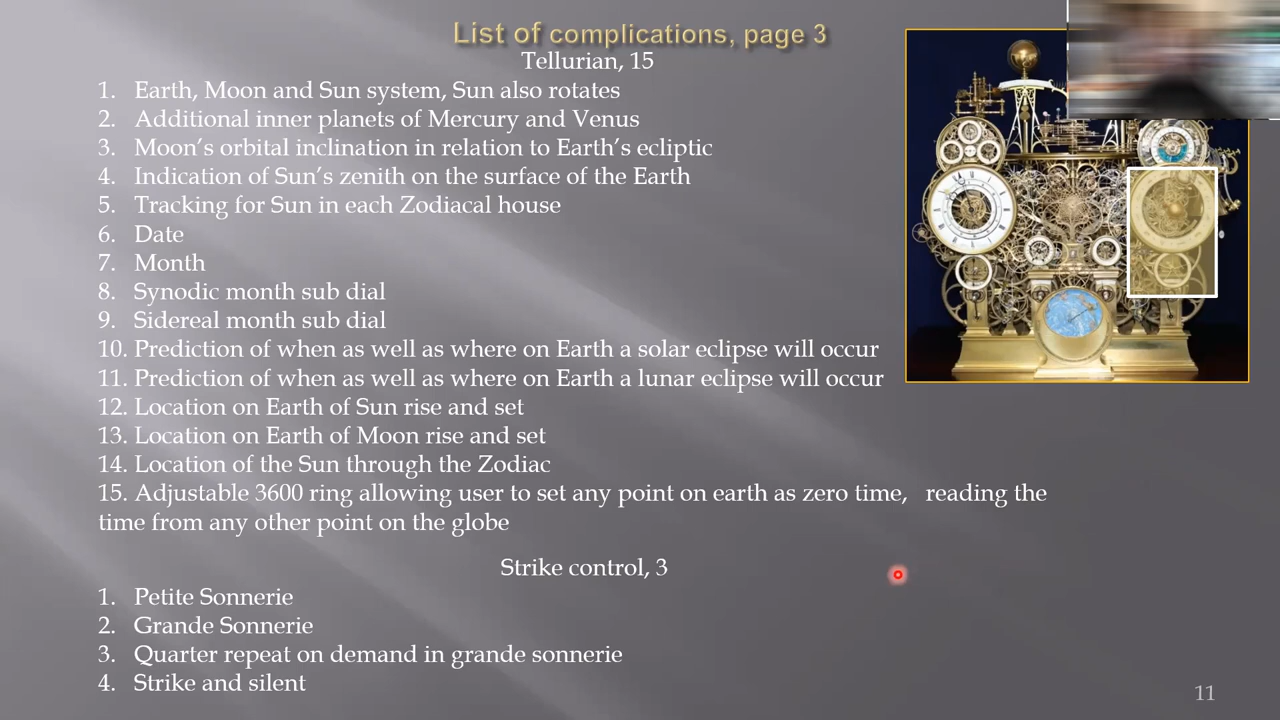 List of complications, page 3
Tellurian, 15
1. Earth, Moon and Sun system, Sun also rotates
2. Additional inner planets of Mercury and Venus
3. Moon’s orbital inclination in relation to Earth’s ecliptic
4. Indication of Sun’s zenith on the surface of the Earth
5. Tracking for Sun in each Zodiacal house
6. Date
7. Month
8. Synodic month sub dial
9. Sidereal month sub dial
10. Prediction of when as well as where on Earth a solar eclipse will occur
11. Prediction of when as well as where on Earth a lunar eclipse will occur
12. Location on Earth of Sun rise and set
13. Location on Earth of Moon rise and set
14. Location of the Sun through the Zodiac
15. Adjustable 3600 ring allowing user to set any point on earth as zero time, reading the
time from any other point on the globe
Strike control, 3
1. Petite Sonnerie
2. Grande Sonnerie
3. Quarter repeat on demand in grande sonnerie
4. Strike and silent
11